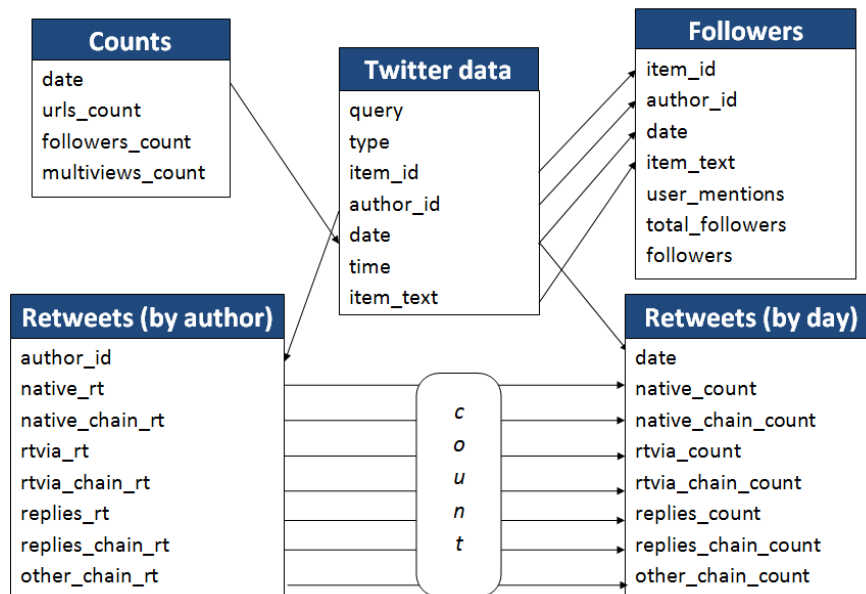 Counts
date
urls_count
followers_count
multiviews_count
Twitter data
query
type
item_id
author_id
date
time
item_text
Followers
item_id
author_id
date
item_text
user_mentions
total_followers
followers
Retweets (by author)
author_id
native_rt
native_chain_rt
rtvia_rt
rtvia_chain_rt
replies_rt
replies_chain_rt
other_chain_rt
c
o
u
n
t
Retweets (by day)
date
native_count
native_chain_count
rtvia_count
rtvia_chain_count
replies_count
replies_chain_count
other_chain_count